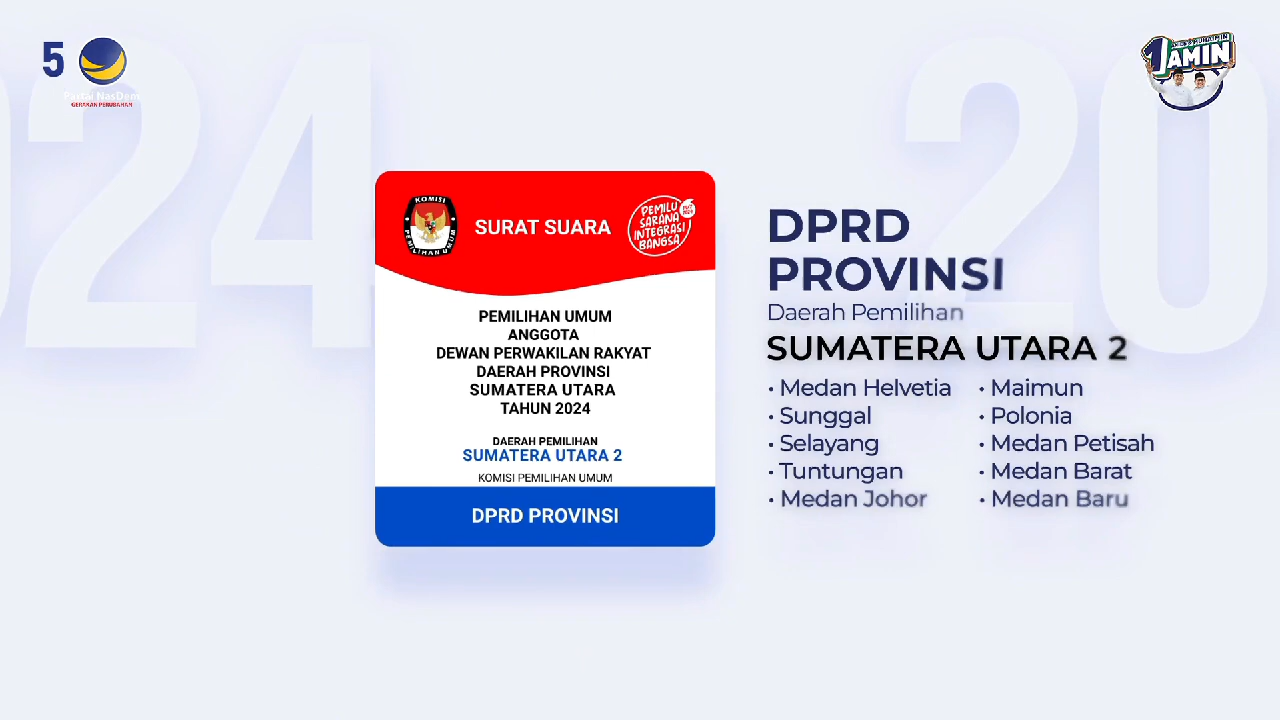 5
Partai NasDem
GERAKAN PERUBAHAN
1 AMIN
2024
20
KOMISI
PEMILIHAN UMUM
SURAT SUARA
PEMILU
SARANA
INTEGRASI
BANGSA
PEMILIHAN UMUM
ANGGOTA
DEWAN PERWAKILAN RAKYAT
DAERAH PROVINSI
SUMATERA UTARA
TAHUN 2024
DAERAH PEMILIHAN
SUMATERA UTARA 2
KOMISI PEMILIHAN UMUM
DPRD PROVINSI
DPRD
PROVINSI
Daerah Pemilihan
SUMATERA UTARA 2
• Medan Helvetia
• Sunggal
• Selayang
• Tuntungan
• Medan Johor
• Maimun
• Polonia
• Medan Petisah
• Medan Barat
• Medan Baru